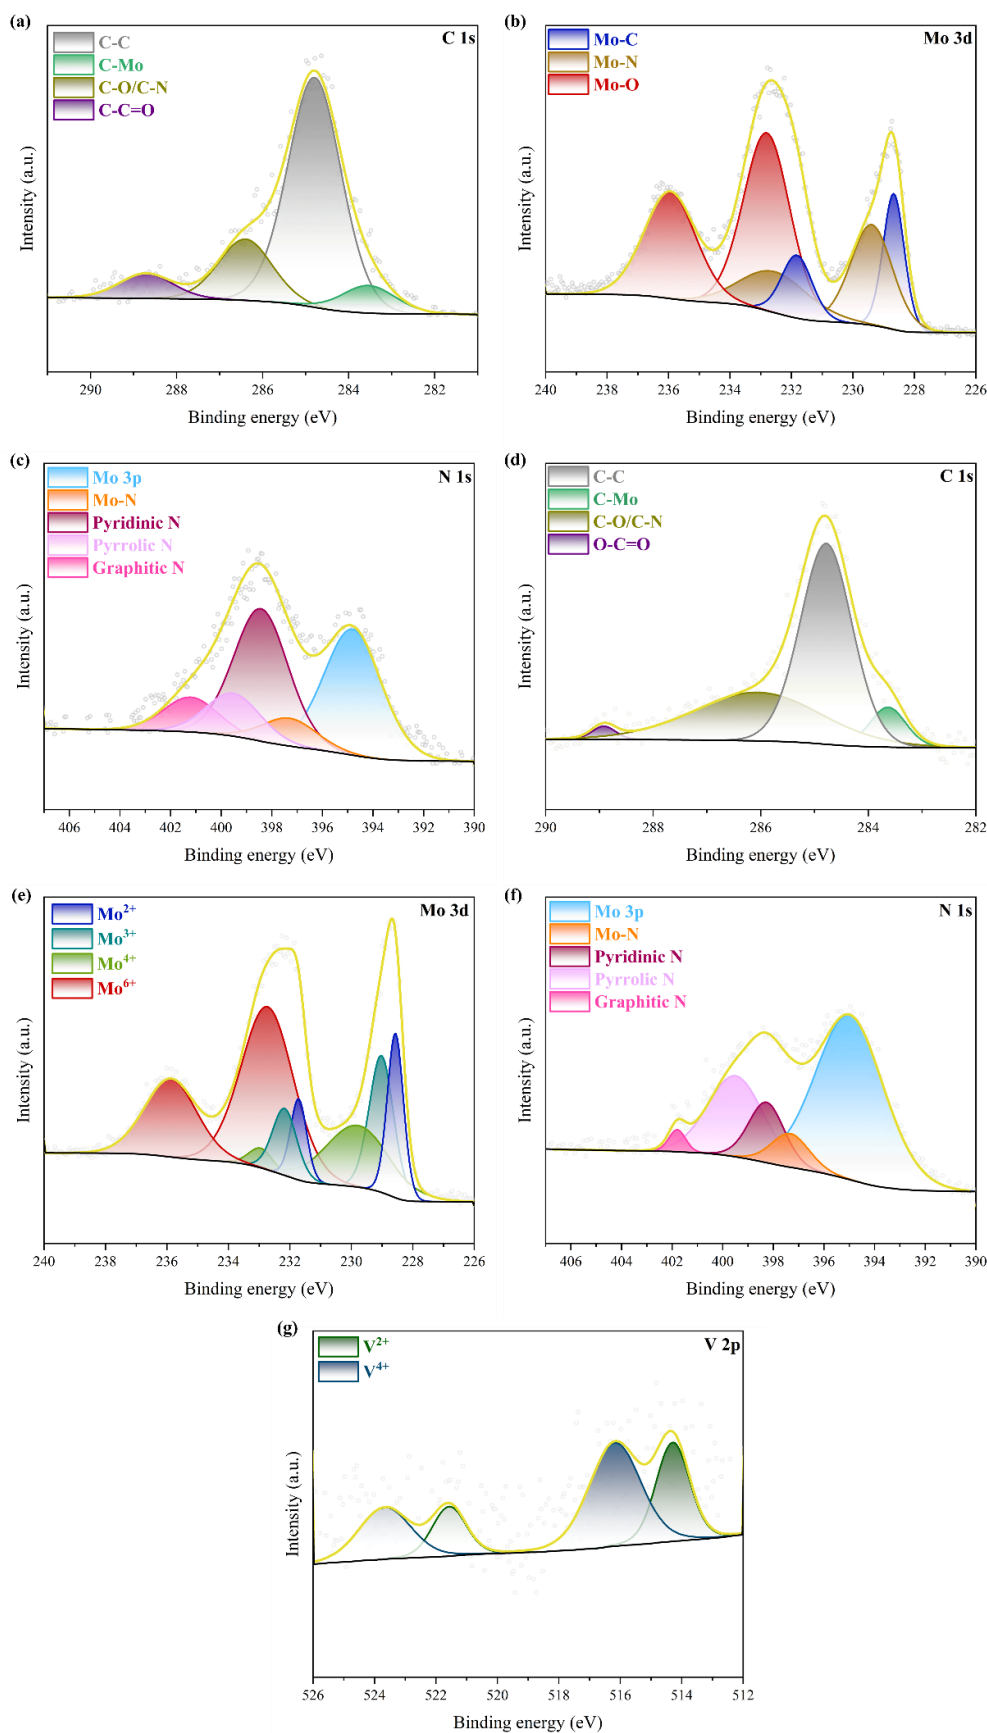 (a)
C 1s
C-C
C-Mo
C-O/C-N
C-C=O
Intensity (a.u.)
290 288 286 284 282
Binding energy (eV)
(b)
Mo 3d
Mo-C
Mo-N
Mo-O
Intensity (a.u.)
240 238 236 234 232 230 228 226
Binding energy (eV)
(c)
N 1s
Mo 3p
Mo-N
Pyridinic N
Pyrrolic N
Graphitic N
Intensity (a.u.)
406 404 402 400 398 396 394 392 390
Binding energy (eV)
(d)
C 1s
C-C
C-Mo
C-O/C-N
O-C=O
Intensity (a.u.)
290 288 286 284 282
Binding energy (eV)
(e)
Mo 3d
Mo2+
Mo3+
Mo4+
Mo6+
Intensity (a.u.)
240 238 236 234 232 230 228 226
Binding energy (eV)
(f)
N 1s
Mo 3p
Mo-N
Pyridinic N
Pyrrolic N
Graphitic N
Intensity (a.u.)
406 404 402 400 398 396 394 392 390
Binding energy (eV)
(g)
V 2p
V2+
V4+
Intensity (a.u.)
526 524 522 520 518 516 514 512
Binding energy (eV)